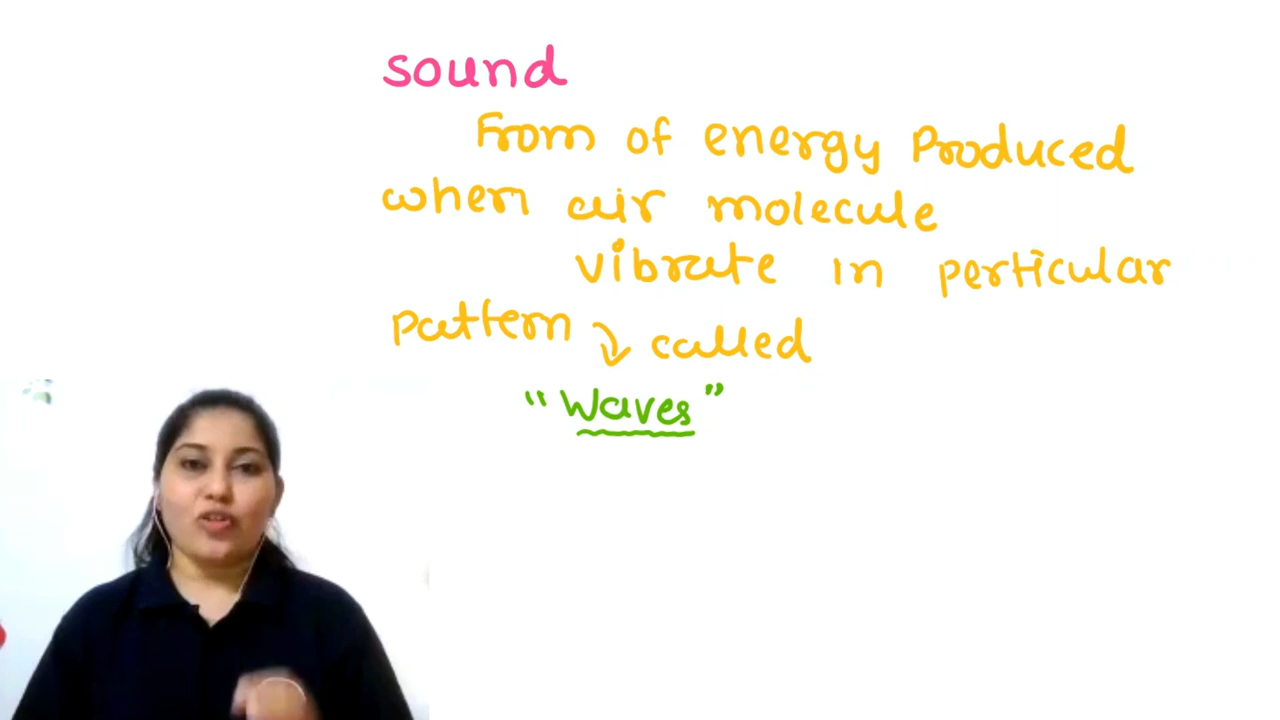 sound
From of energy Produced
when air molecule
vibrate in perticular
pattern called
"Waves"